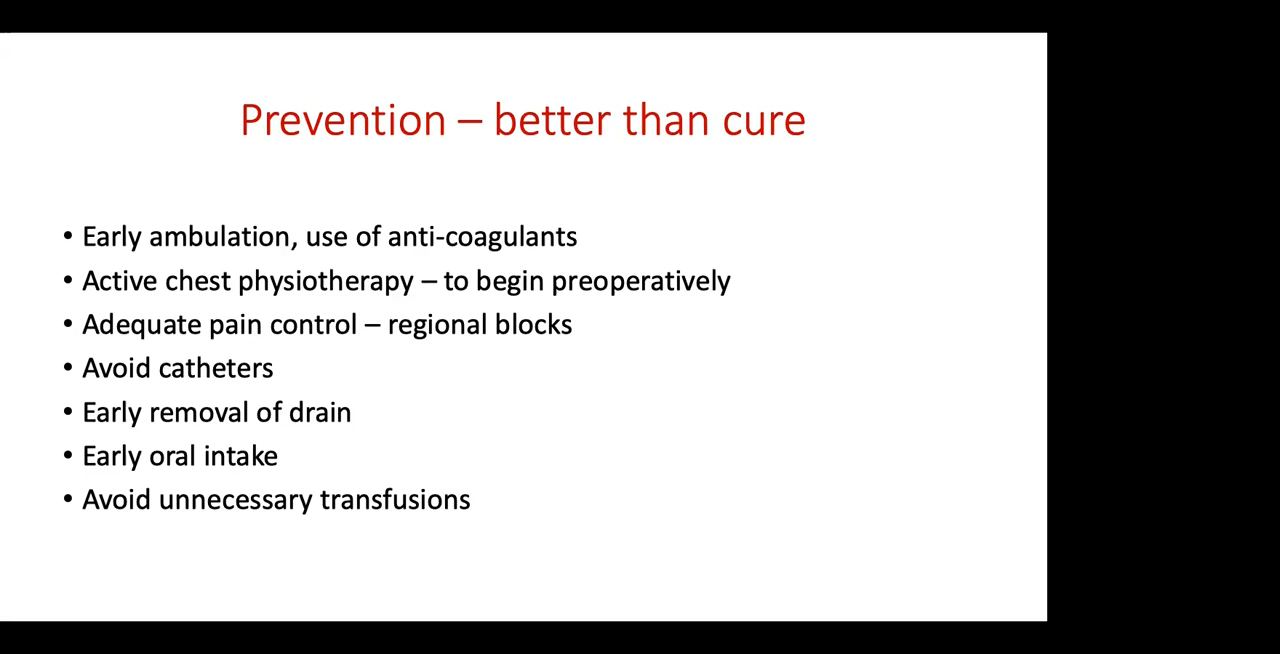 Prevention – better than cure
• Early ambulation, use of anti-coagulants
• Active chest physiotherapy – to begin preoperatively
• Adequate pain control – regional blocks
• Avoid catheters
• Early removal of drain
• Early oral intake
• Avoid unnecessary transfusions